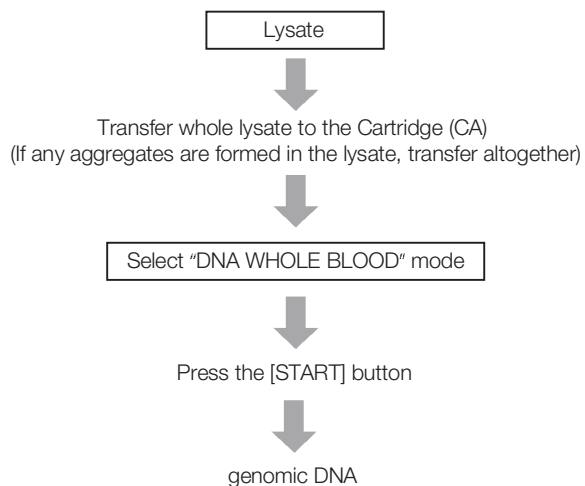 Lysate
Transfer whole lysate to the Cartridge (CA)
(If any aggregates are formed in the lysate, transfer altogether)
Select “DNA WHOLE BLOOD” mode
Press the [START] button
genomic DNA